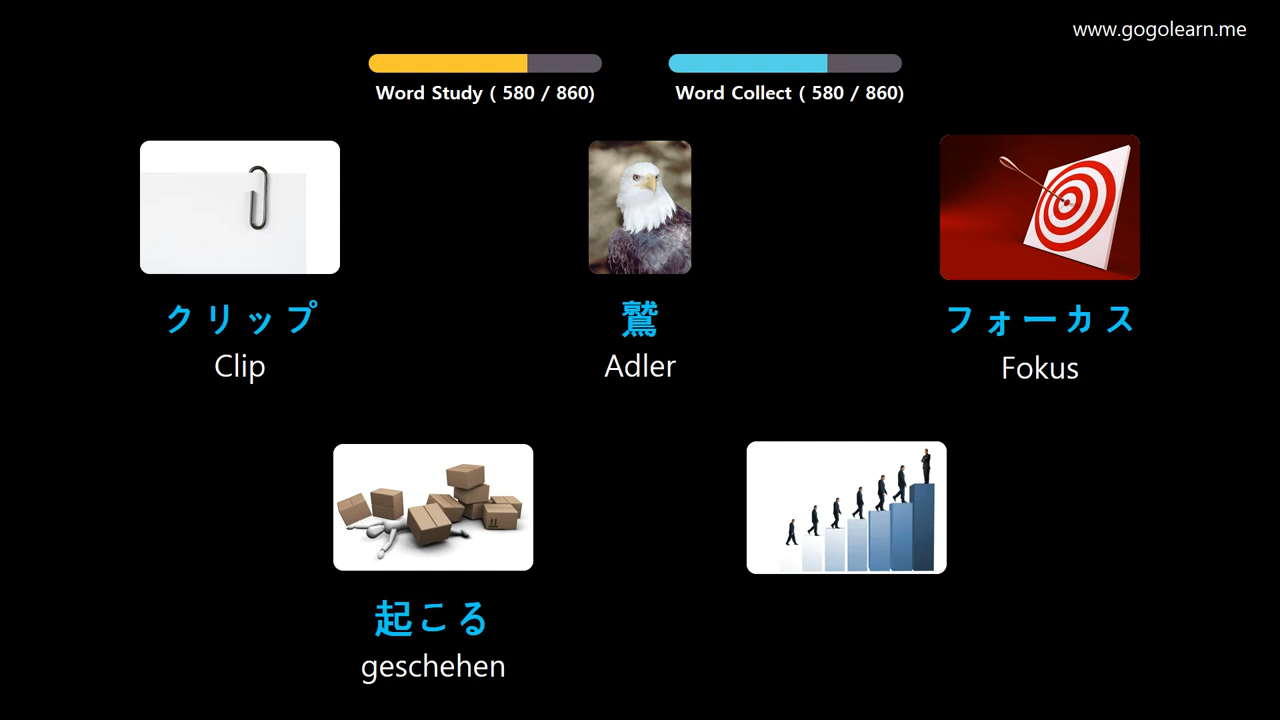 www.gogolearn.me
Word Study ( 580 / 860)
Word Collect ( 580 / 860)
クリップ
Clip
鷲
Adler
フォーカス
Fokus
起こる
geschehen